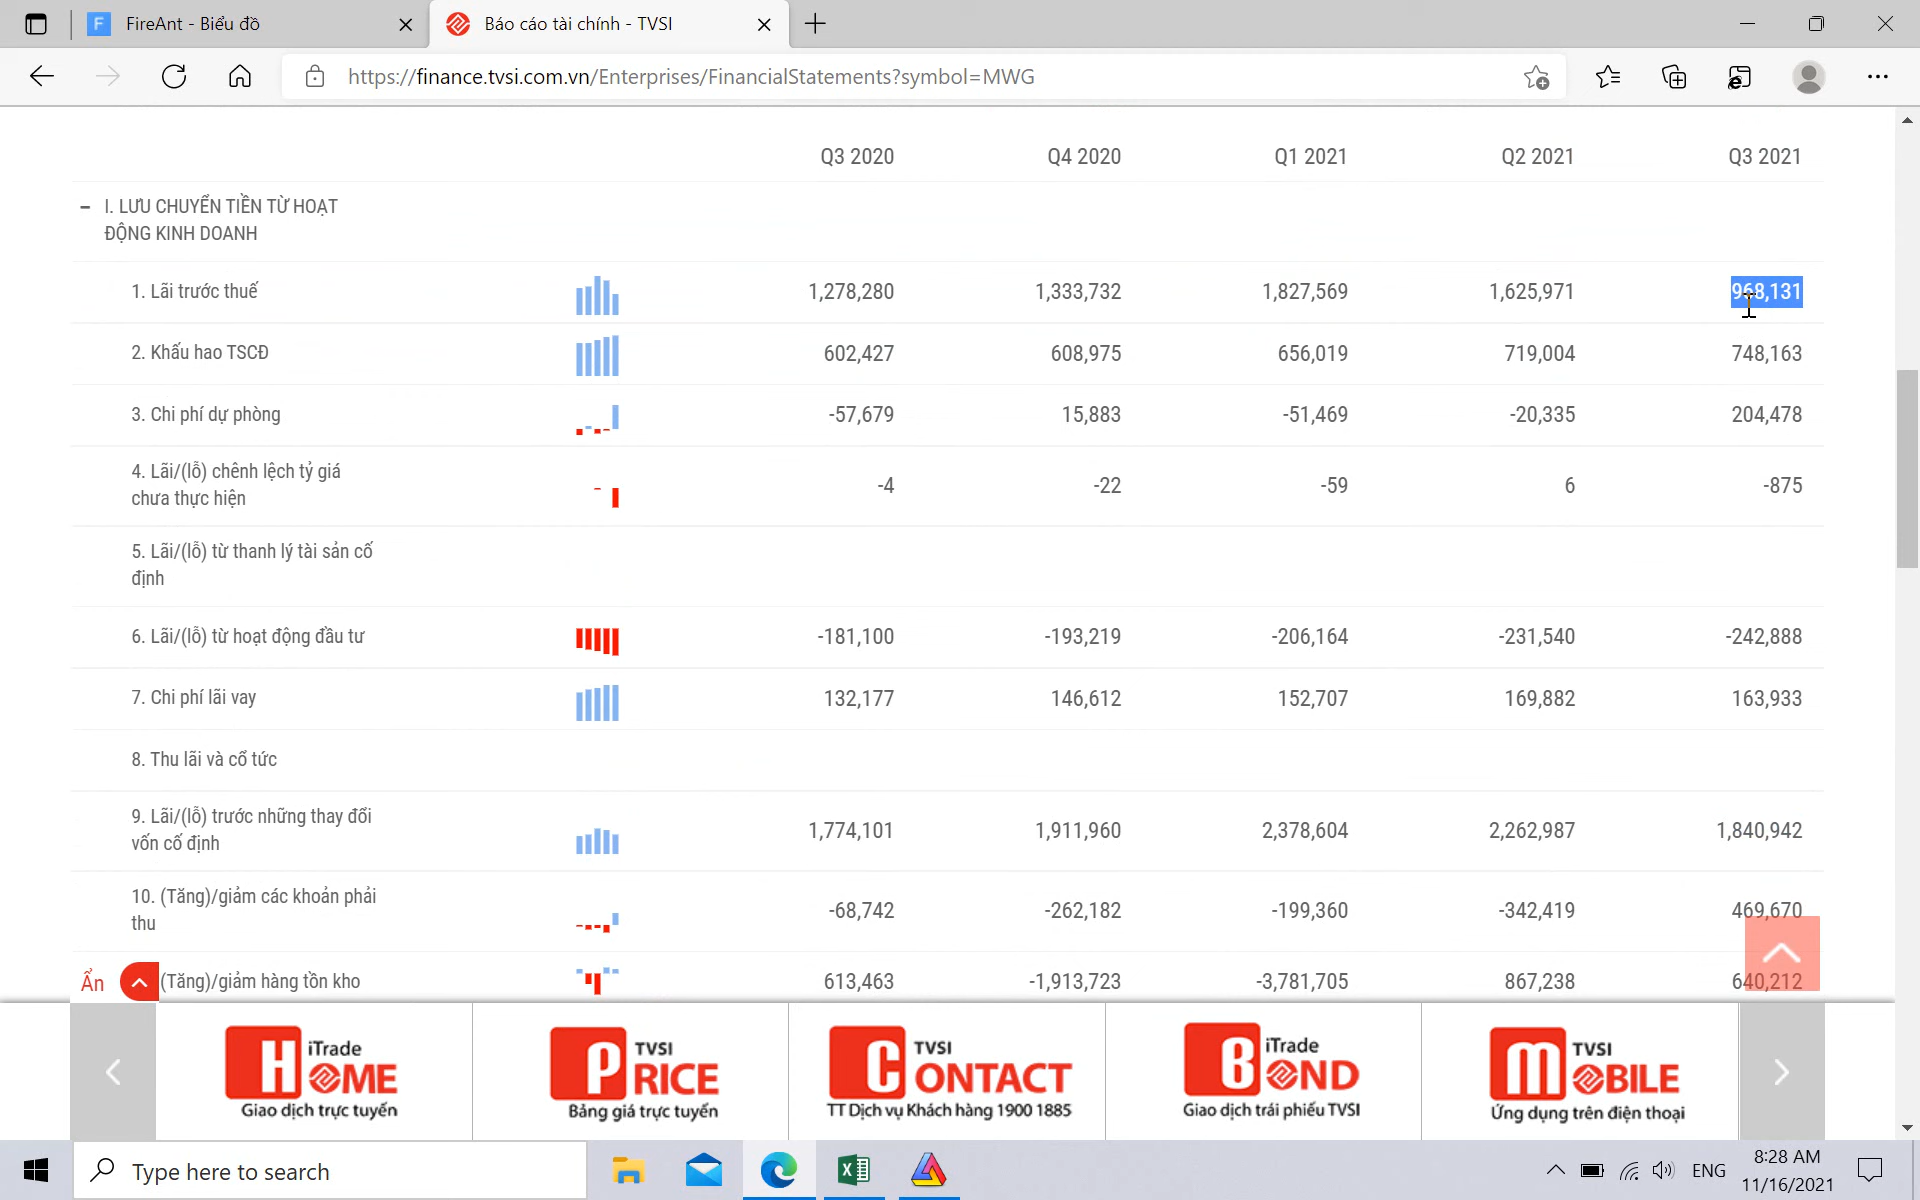 FireAnt - Biểu đồ
Báo cáo tài chính - TVSI
https://finance.tvsi.com.vn/Enterprises/FinancialStatements?symbol=MWG
Q3 2020 Q4 2020 Q1 2021 Q2 2021 Q3 2021
I. LƯU CHUYỂN TIỀN TỪ HOẠT
ĐỘNG KINH DOANH
1. Lãi trước thuế 1,278,280 1,333,732 1,827,569 1,625,971 968,131
2. Khấu hao TSCĐ 602,427 608,975 656,019 719,004 748,163
3. Chi phí dự phòng -57,679 15,883 -51,469 -20,335 204,478
4. Lãi/(lỗ) chênh lệch tỷ giá
chưa thực hiện -4 -22 -59 6 -875
5. Lãi/(lỗ) từ thanh lý tài sản cố
định
6. Lãi/(lỗ) từ hoạt động đầu tư -181,100 -193,219 -206,164 -231,540 -242,888
7. Chi phí lãi vay 132,177 146,612 152,707 169,882 163,933
8. Thu lãi và cổ tức
9. Lãi/(lỗ) trước những thay đổi
vốn cố định 1,774,101 1,911,960 2,378,604 2,262,987 1,840,942
10. (Tăng)/giảm các khoản phải
thu -68,742 -262,182 -199,360 -342,419 469,670
Ẩn (Tăng)/giảm hàng tồn kho 613,463 -1,913,723 -3,781,705 867,238 640,212
iTrade HOME
Giao dịch trực tuyến
TVSI PRICE
Bảng giá trực tuyến
TVSI CONTACT
TT Dịch vụ Khách hàng 1900 1885
iTrade BOND
Giao dịch trái phiếu TVSI
TVSI MOBILE
Ứng dụng trên điện thoại
Type here to search
ENG
8:28 AM
11/16/2021